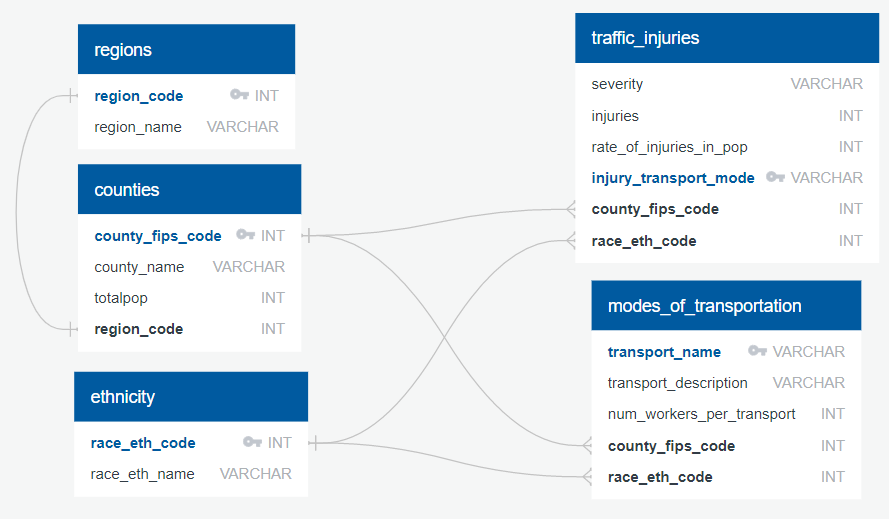 regions
region_code INT
region_name VARCHAR
counties
county_fips_code INT
county_name VARCHAR
totalpop INT
region_code INT
ethnicity
race_eth_code INT
race_eth_name VARCHAR
traffic_injuries
severity VARCHAR
injuries INT
rate_of_injuries_in_pop INT
injury_transport_mode VARCHAR
county_fips_code INT
race_eth_code INT
modes_of_transportation
transport_name VARCHAR
transport_description VARCHAR
num_workers_per_transport INT
county_fips_code INT
race_eth_code INT